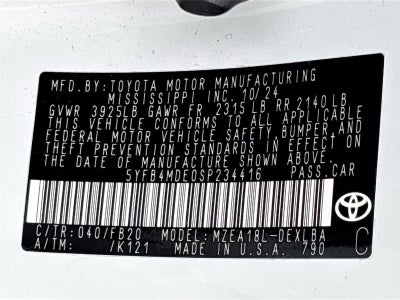 MFD.BY:TOYOTA MOTOR MANUFACTURING
MISSISSIPPI INC.10/24
GVWR 3925LB GAWR FR 2315LB RR 2140LB
THIS VEHICLE CONFORMS TO ALL APPLICABLE
FEDERAL MOTOR VEHICLE SAFETY, BUMPER, AND
THEFT PREVENTION STANDARDS IN EFFECT ON
THE DATE OF MANUFACTURE SHOWN ABOVE.
5YFB4MDE0SP234416 PASS.CAR
C/TR:040/FB20 MODEL:MZEA18L-DEXLBA
A/TM: /K121 MADE IN U.S.A. 790 C